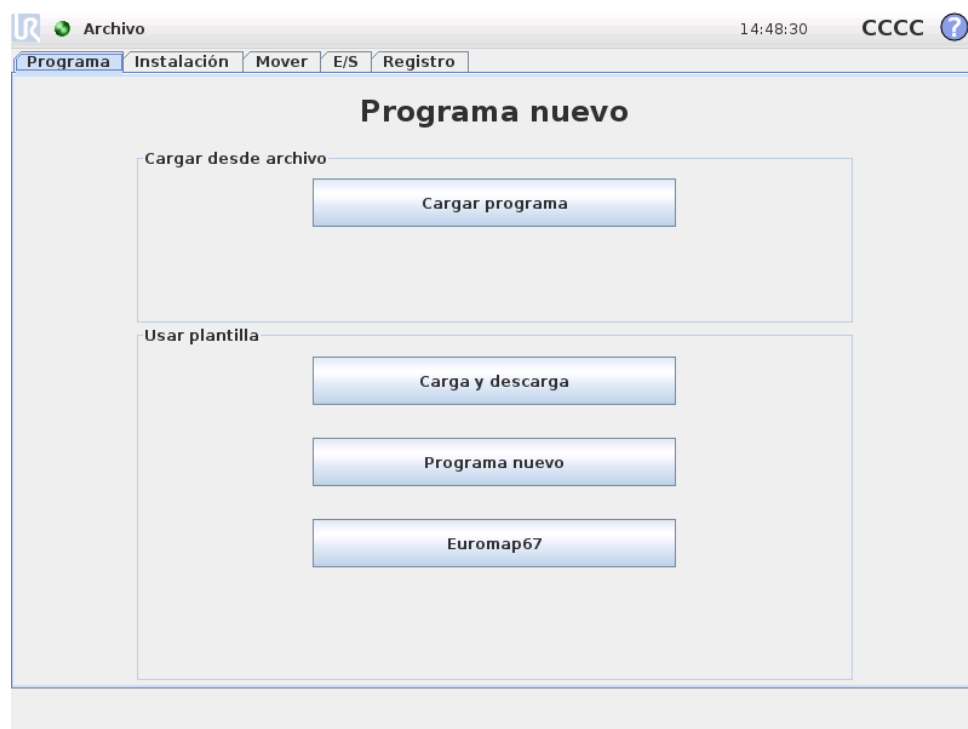 UR Archivo 14:48:30 CCCC ?
Programa Instalación Mover E/S Registro
Programa nuevo
Cargar desde archivo
Cargar programa
Usar plantilla
Carga y descarga
Programa nuevo
Euromap67